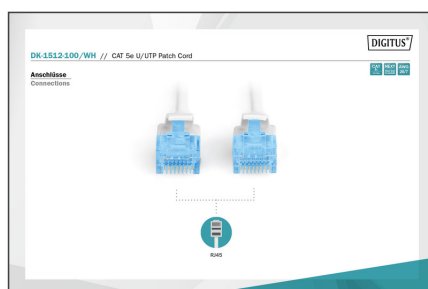 DIGITUS®
DK-1512-100/WH // CAT 5e U/UTP Patch Cord
Anschlüsse
Connections
RJ45